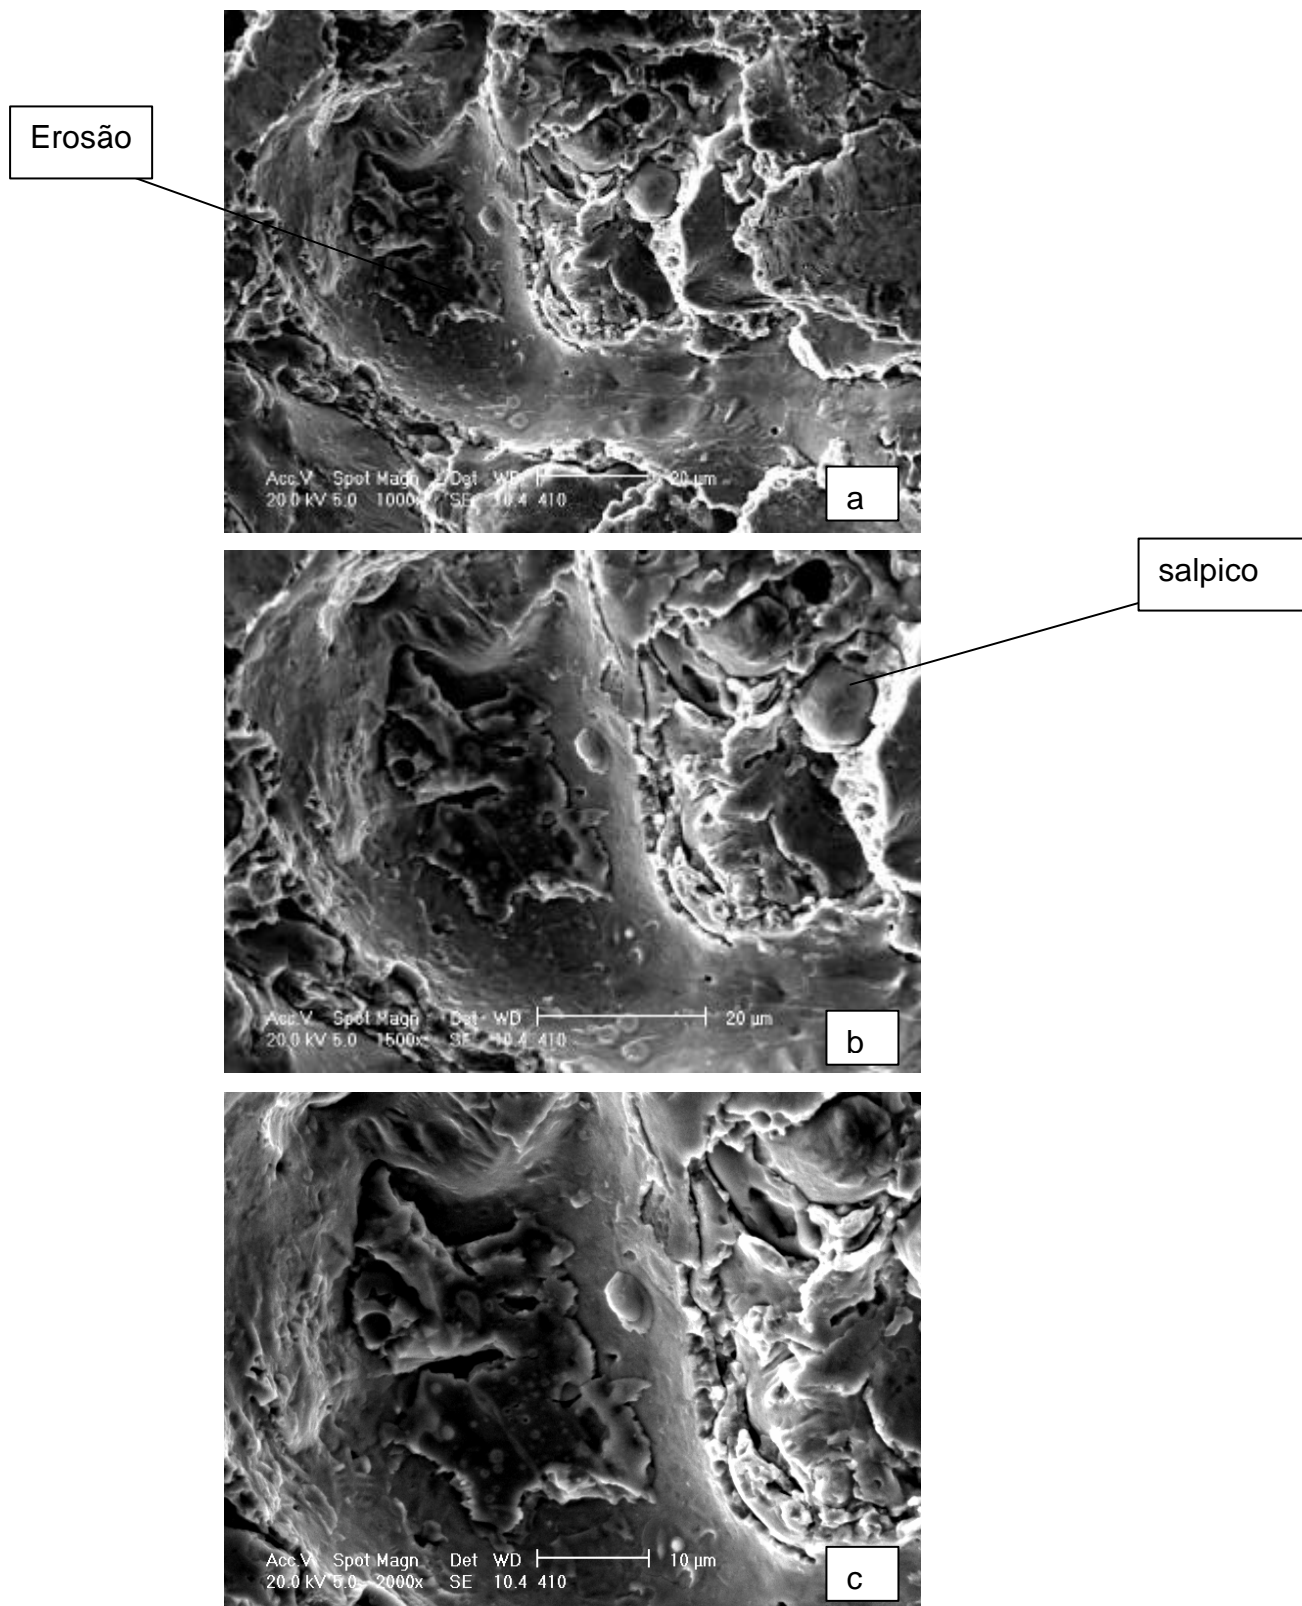 Erosão
Acc.V Spot Magn Det WD 20 µm
20.0 kV 5.0 1000x SE 10.4 410
a
salpico
Acc.V Spot Magn Det WD 20 µm
20.0 kV 5.0 1500x SE 10.4 410
b
Acc.V Spot Magn Det WD 10 µm
20.0 kV 5.0 2000x SE 10.4 410
c